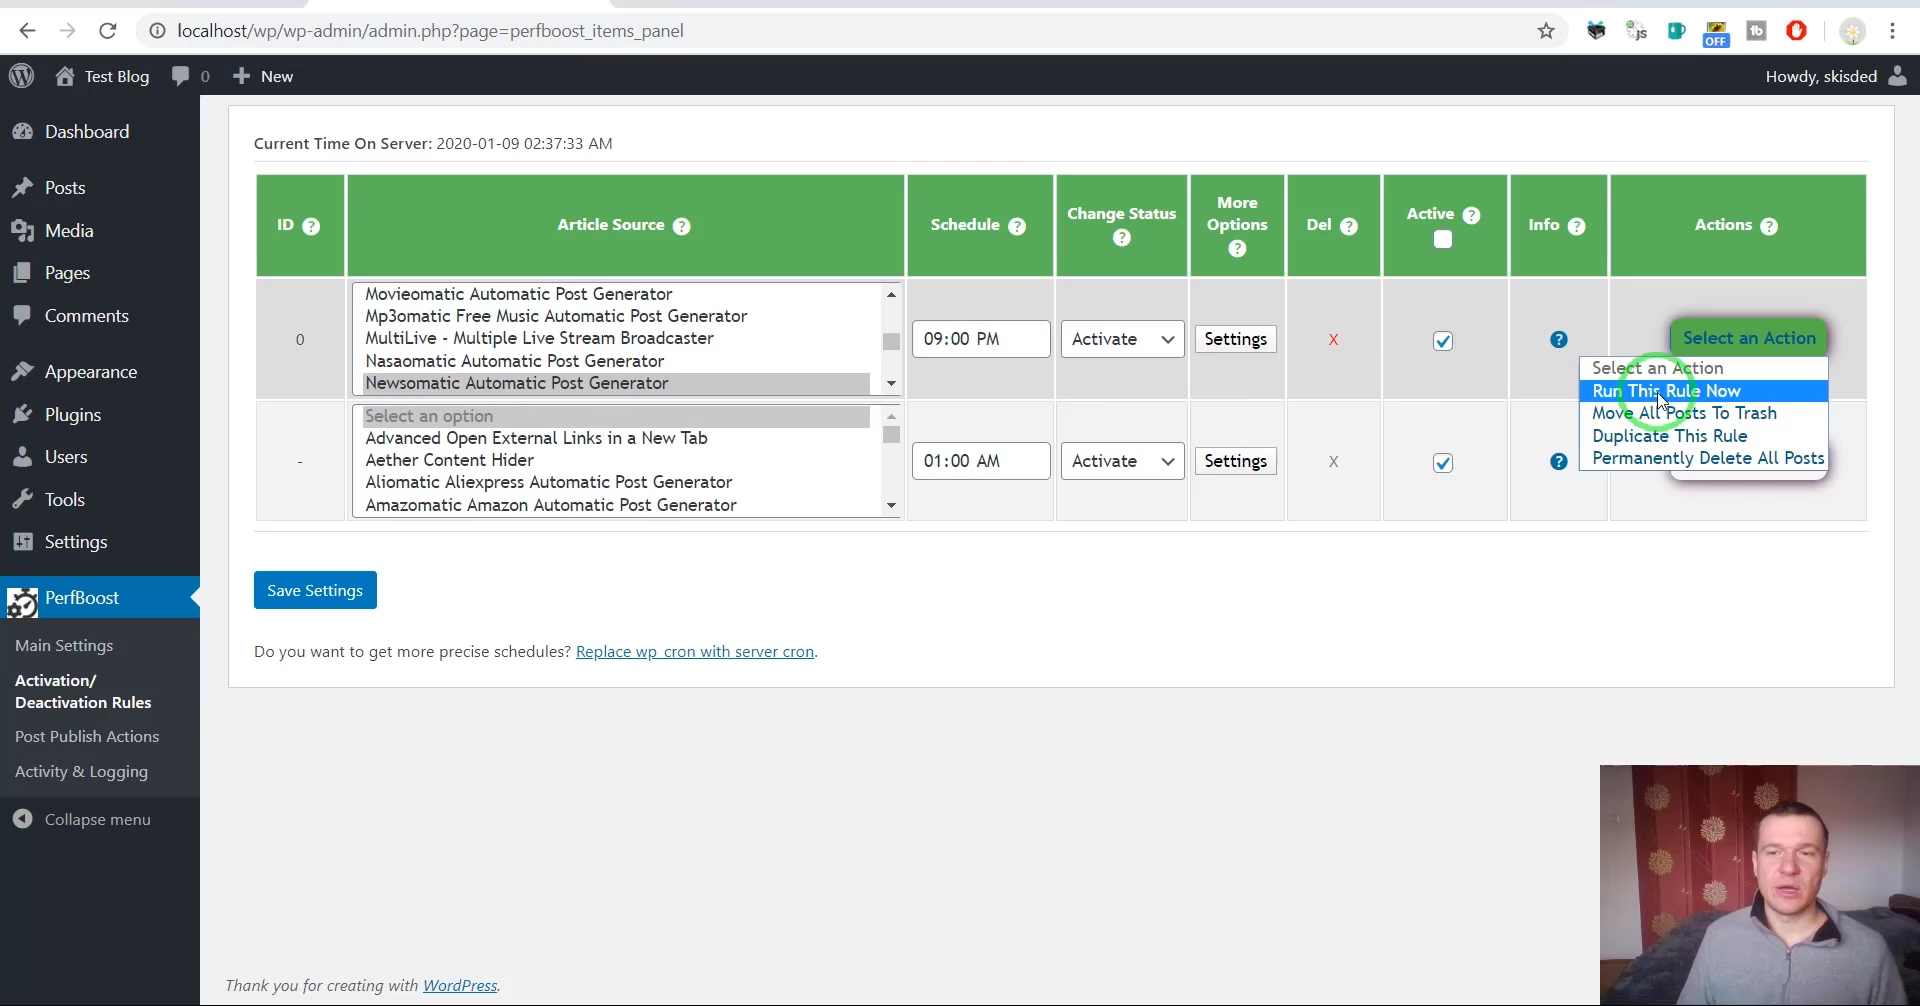 localhost/wp/wp-admin/admin.php?page=perfboost_items_panel
js
OFF
tb
Test Blog
0
New
Howdy, skisded
Dashboard
Posts
Media
Pages
Comments
Appearance
Plugins
Users
Tools
Settings
PerfBoost
Main Settings
Activation/
Deactivation Rules
Post Publish Actions
Activity & Logging
Collapse menu
Current Time On Server: 2020-01-09 02:37:33 AM
ID ?
Article Source ?
Schedule ?
Change Status
?
More
Options
?
Del ?
Active ?
Info ?
Actions ?
0
Movieomatic Automatic Post Generator
Mp3omatic Free Music Automatic Post Generator
MultiLive - Multiple Live Stream Broadcaster
Nasaomatic Automatic Post Generator
Newsomatic Automatic Post Generator
09:00 PM
Activate
Settings
X
?
Select an Action
Select an Action
Run This Rule Now
Move All Posts To Trash
Duplicate This Rule
Permanently Delete All Posts
-
Select an option
Advanced Open External Links in a New Tab
Aether Content Hider
Aliomatic Aliexpress Automatic Post Generator
Amazomatic Amazon Automatic Post Generator
01:00 AM
Activate
Settings
X
?
Save Settings
Do you want to get more precise schedules? Replace wp_cron with server cron.
Thank you for creating with WordPress.